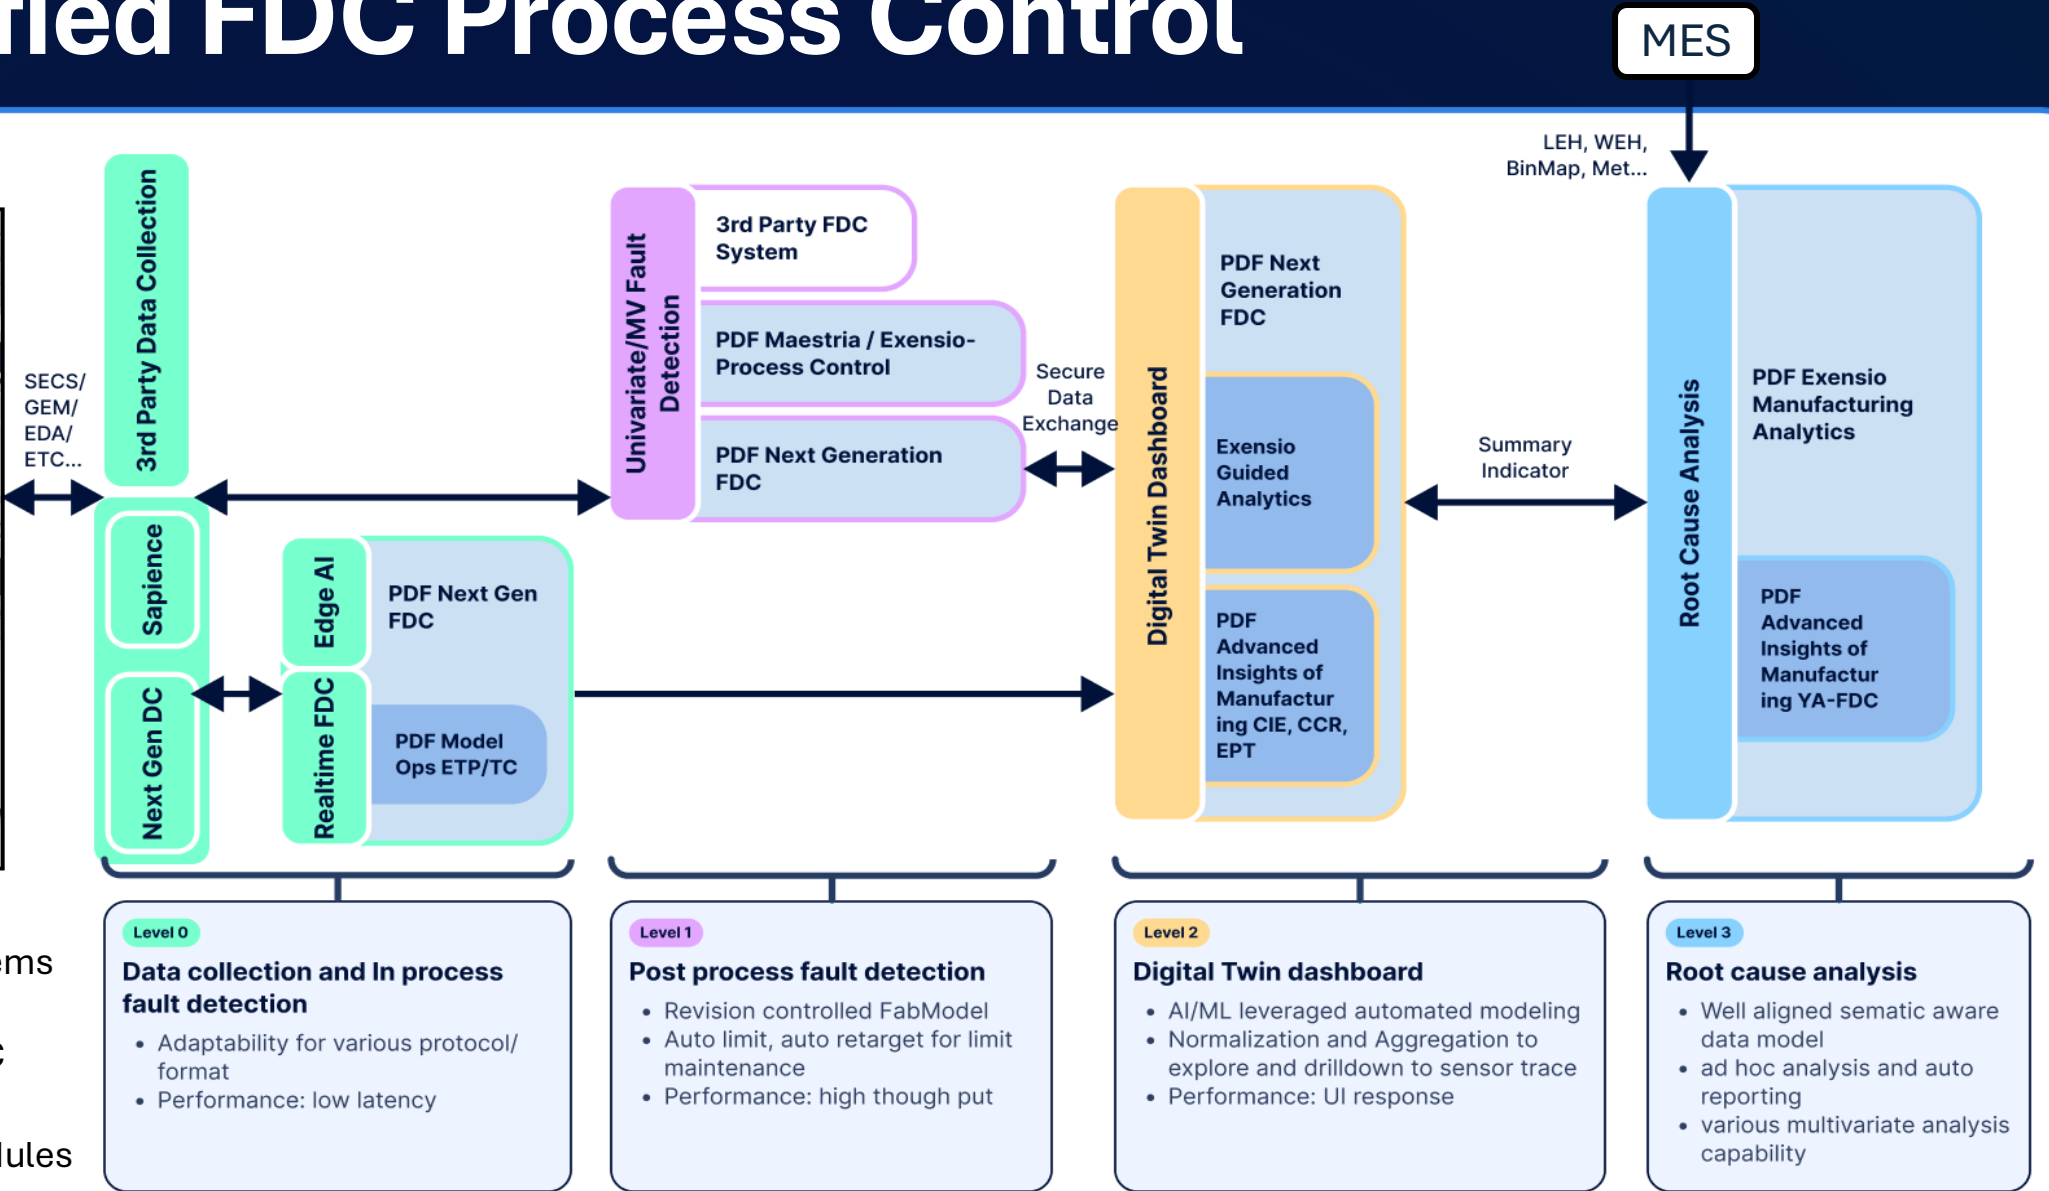 fied FDC Process Control
MES
LEH, WEH,
BinMap, Met...
SECS/
GEM/
EDA/
ETC...
3rd Party Data Collection
Sapience
Next Gen DC
Edge AI
Realtime FDC
PDF Next Gen
FDC
PDF Model
Ops ETP/TC
Univariate/MV Fault
Detection
3rd Party FDC
System
PDF Maestria / Exensio-
Process Control
PDF Next Generation
FDC
Secure
Data
Exchange
Digital Twin Dashboard
PDF Next
Generation
FDC
Exensio
Guided
Analytics
PDF
Advanced
Insights of
Manufactur
ing CIE, CCR,
EPT
Summary
Indicator
Root Cause Analysis
PDF Exensio
Manufacturing
Analytics
PDF
Advanced
Insights of
Manufactur
ing YA-FDC
ems
dules
Level 0
Data collection and In process
fault detection
• Adaptability for various protocol/
format
• Performance: low latency
Level 1
Post process fault detection
• Revision controlled FabModel
• Auto limit, auto retarget for limit
maintenance
• Performance: high though put
Level 2
Digital Twin dashboard
• AI/ML leveraged automated modeling
• Normalization and Aggregation to
explore and drilldown to sensor trace
• Performance: UI response
Level 3
Root cause analysis
• Well aligned sematic aware
data model
• ad hoc analysis and auto
reporting
• various multivariate analysis
capability